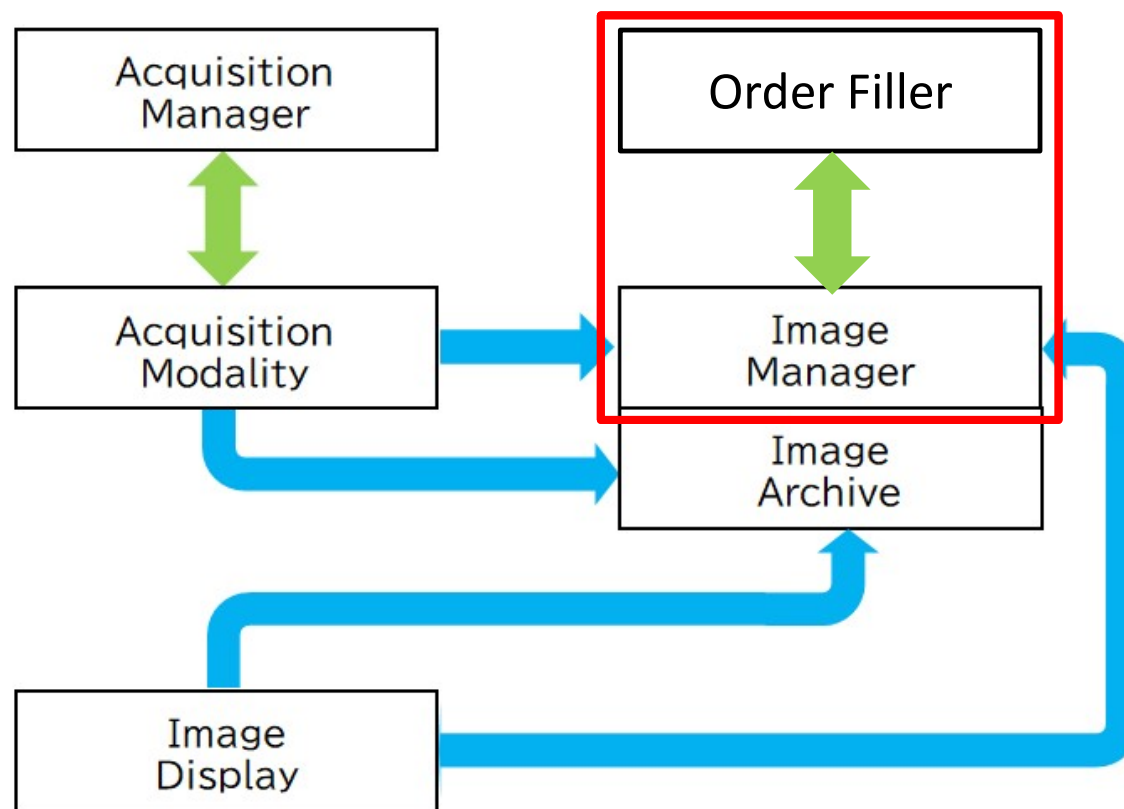 Acquisition
Manager
Order Filler
Acquisition
Modality
Image
Manager
Image
Archive
Image
Display